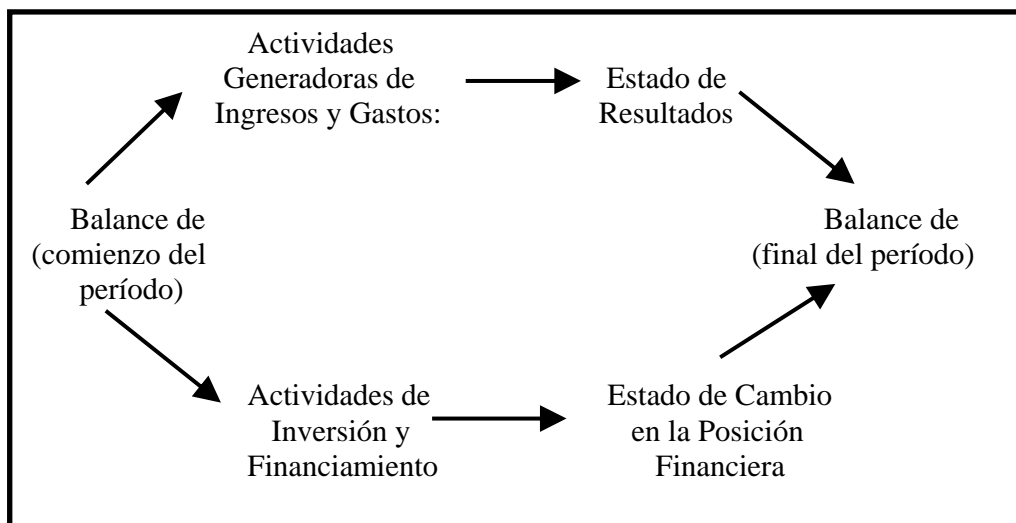 Actividades
Generadoras de
Ingresos y Gastos:
Estado de
Resultados
Balance de
(comienzo del
período)
Balance de
(final del período)
Actividades de
Inversión y
Financiamiento
Estado de Cambio
en la Posición
Financiera